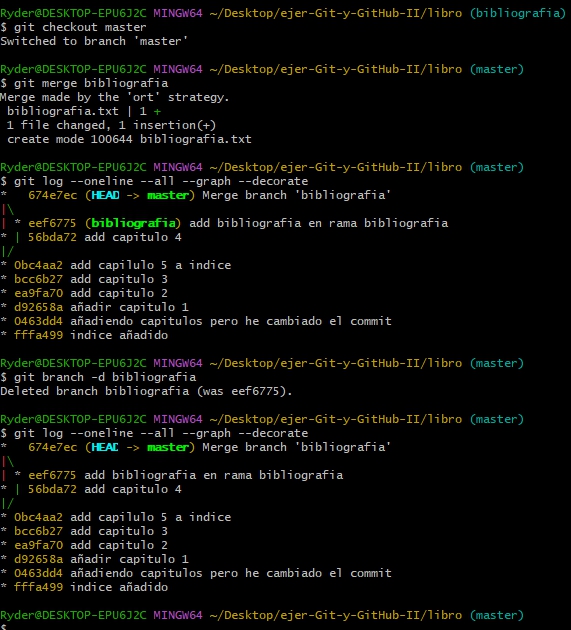 Ryder@DESKTOP-EPU6J2C MINGW64 ~/Desktop/ejer-Git-y-GitHub-II/libro (bibliografia)
$ git checkout master
Switched to branch 'master'

Ryder@DESKTOP-EPU6J2C MINGW64 ~/Desktop/ejer-Git-y-GitHub-II/libro (master)
$ git merge bibliografia
Merge made by the 'ort' strategy.
 bibliografia.txt | 1 +
 1 file changed, 1 insertion(+)
 create mode 100644 bibliografia.txt

Ryder@DESKTOP-EPU6J2C MINGW64 ~/Desktop/ejer-Git-y-GitHub-II/libro (master)
$ git log --oneline --all --graph --decorate
*   674e7ec (HEAD -> master) Merge branch 'bibliografia'
|\
| * eef6775 (bibliografia) add bibliografia en rama bibliografia
* | 56bda72 add capitulo 4
|/
* 0bc4aa2 add capilulo 5 a indice
* bcc6b27 add capitulo 3
* ea9fa70 add capitulo 2
* d92658a añadir capitulo 1
* 0463dd4 añadiendo capitulos pero he cambiado el commit
* fffa499 indice añadido

Ryder@DESKTOP-EPU6J2C MINGW64 ~/Desktop/ejer-Git-y-GitHub-II/libro (master)
$ git branch -d bibliografia
Deleted branch bibliografia (was eef6775).

Ryder@DESKTOP-EPU6J2C MINGW64 ~/Desktop/ejer-Git-y-GitHub-II/libro (master)
$ git log --oneline --all --graph --decorate
*   674e7ec (HEAD -> master) Merge branch 'bibliografia'
|\
| * eef6775 add bibliografia en rama bibliografia
* | 56bda72 add capitulo 4
|/
* 0bc4aa2 add capilulo 5 a indice
* bcc6b27 add capitulo 3
* ea9fa70 add capitulo 2
* d92658a añadir capitulo 1
* 0463dd4 añadiendo capitulos pero he cambiado el commit
* fffa499 indice añadido

Ryder@DESKTOP-EPU6J2C MINGW64 ~/Desktop/ejer-Git-y-GitHub-II/libro (master)
$